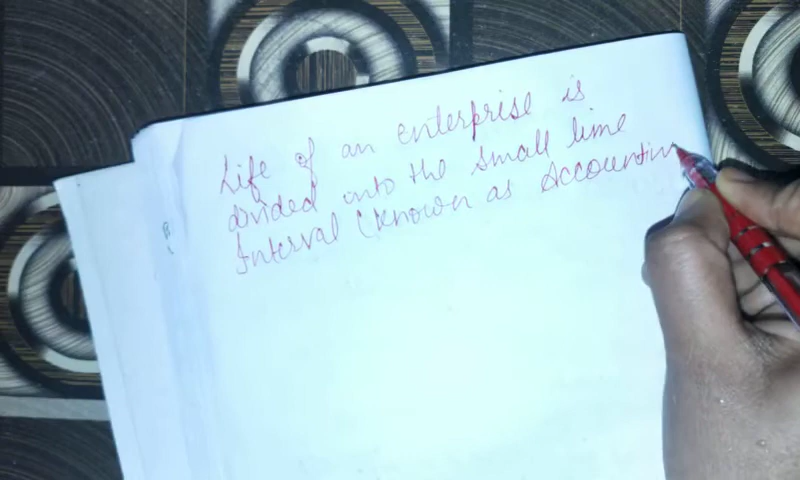 Life of an enterprise is
divided into the small time
Interval (known as Accountin